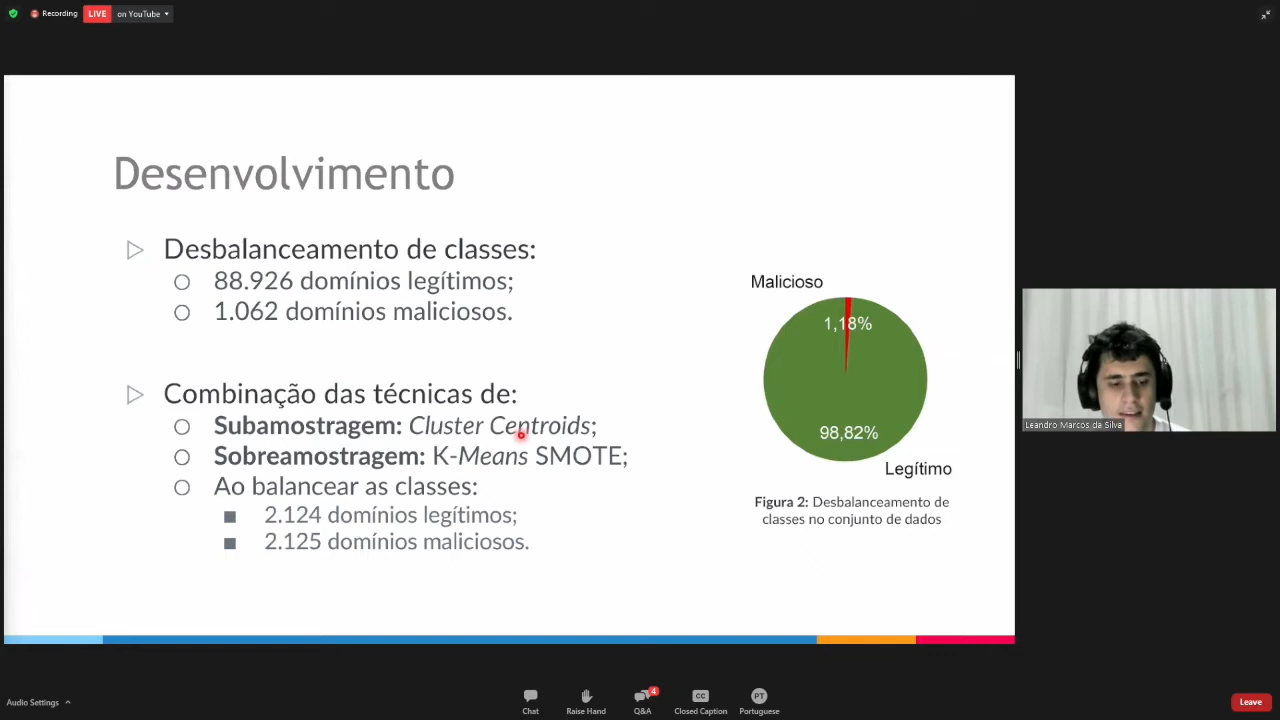 Recording
LIVE
on YouTube
Desenvolvimento
Desbalanceamento de classes:
88.926 domínios legítimos;
1.062 domínios maliciosos.
Combinação das técnicas de:
Subamostragem: Cluster Centroids;
Sobreamostragem: K-Means SMOTE;
Ao balancear as classes:
2.124 domínios legítimos;
2.125 domínios maliciosos.
Malicioso
1,18%
98,82%
Legítimo
Figura 2: Desbalanceamento de
classes no conjunto de dados
Leandro Marcos da Silva
Audio Settings
Chat
Raise Hand
4
Q&A
CC
Closed Caption
PT
Portuguese
Leave